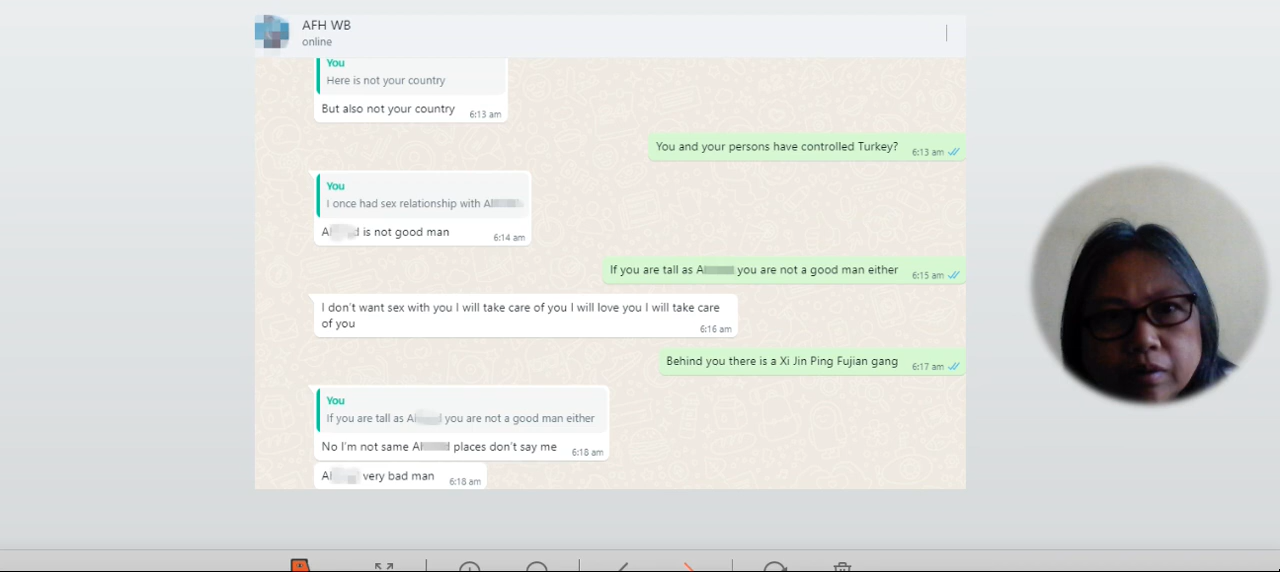 AFH WB
online
You
Here is not your country
But also not your country
6:13 am
You and your persons have controlled Turkey?
6:13 am
You
I once had sex relationship with
6:14 am
is not good man
If you are tall as you are not a good man either
6:15 am
I don't want sex with you I will take care of you I will love you I will take care
of you
6:16 am
Behind you there is a Xi Jin Ping Fujian gang
6:17 am
You
If you are tall as you are not a good man either
No I'm not same places don't say me
6:18 am
very bad man
6:18 am